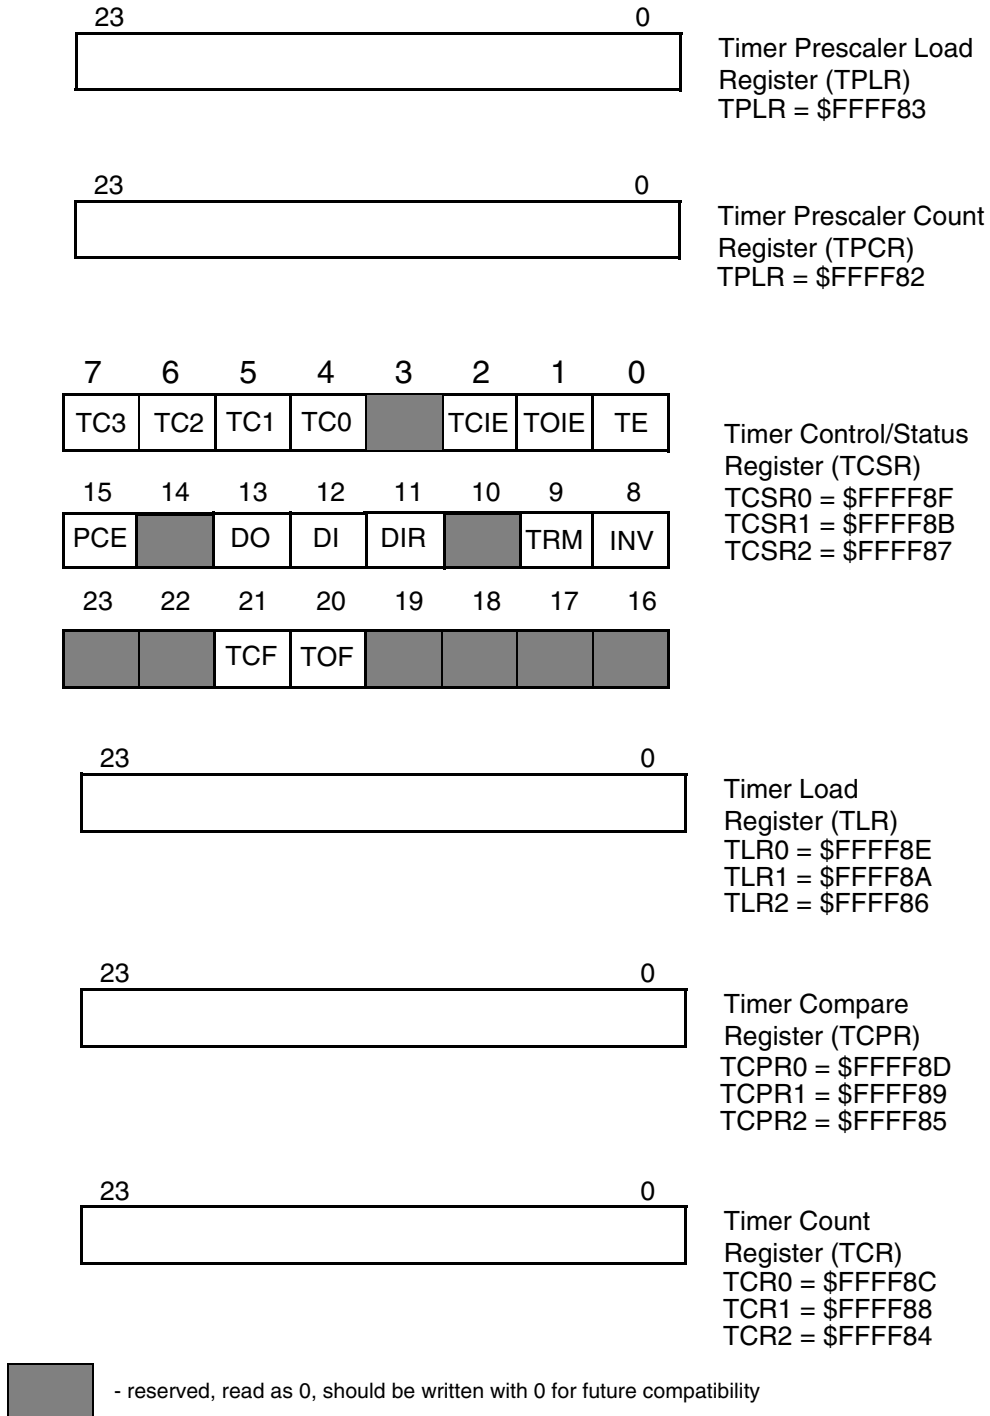 23 0
Timer Prescaler Load
Register (TPLR)
TPLR = $FFFF83
23 0
Timer Prescaler Count
Register (TPCR)
TPLR = $FFFF82
7 6 5 4 3 2 1 0
TC3 TC2 TC1 TC0 TCIE TOIE TE
15 14 13 12 11 10 9 8
PCE DO DI DIR TRM INV
23 22 21 20 19 18 17 16
TCF TOF
Timer Control/Status
Register (TCSR)
TCSR0 = $FFFF8F
TCSR1 = $FFFF8B
TCSR2 = $FFFF87
23 0
Timer Load
Register (TLR)
TLR0 = $FFFF8E
TLR1 = $FFFF8A
TLR2 = $FFFF86
23 0
Timer Compare
Register (TCPR)
TCPR0 = $FFFF8D
TCPR1 = $FFFF89
TCPR2 = $FFFF85
23 0
Timer Count
Register (TCR)
TCR0 = $FFFF8C
TCR1 = $FFFF88
TCR2 = $FFFF84
- reserved, read as 0, should be written with 0 for future compatibility